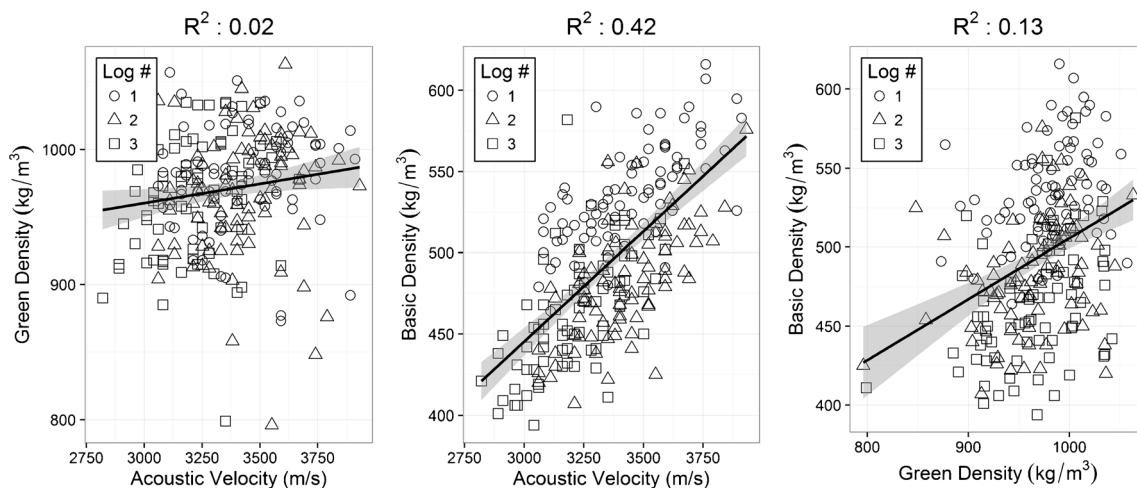 R² : 0.02
Log #
1
2
3
1000
900
800
2750 3000 3250 3500 3750
Green Density (kg/m³)
Acoustic Velocity (m/s)
R² : 0.42
Log #
1
2
3
600
550
500
450
400
2750 3000 3250 3500 3750
Basic Density (kg/m³)
Acoustic Velocity (m/s)
R² : 0.13
Log #
1
2
3
600
550
500
450
400
800 900 1000
Basic Density (kg/m³)
Green Density (kg/m³)